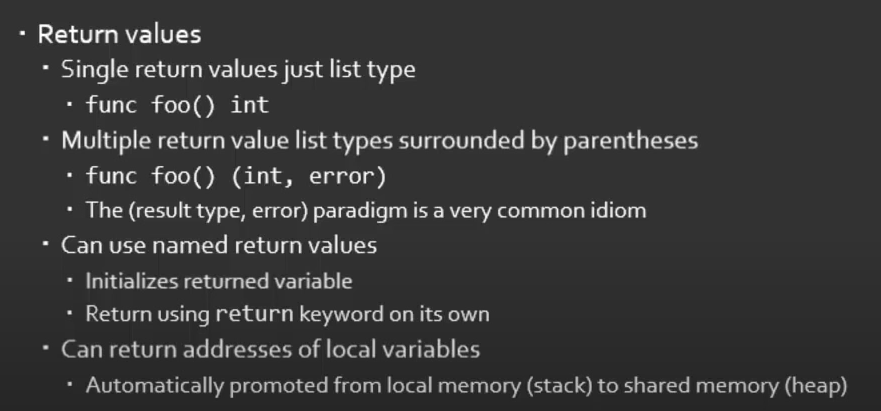 Return values
Single return values just list type
func foo() int
Multiple return value list types surrounded by parentheses
func foo() (int, error)
The (result type, error) paradigm is a very common idiom
Can use named return values
Initializes returned variable
Return using return keyword on its own
Can return addresses of local variables
Automatically promoted from local memory (stack) to shared memory (heap)